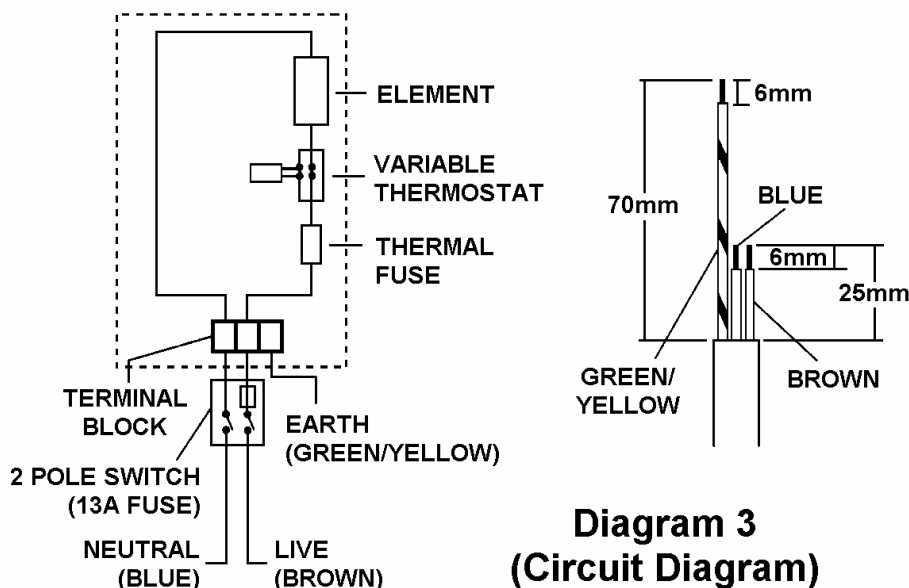 ELEMENT
VARIABLE
THERMOSTAT
THERMAL
FUSE
TERMINAL
BLOCK
EARTH
(GREEN/YELLOW)
2 POLE SWITCH
(13A FUSE)
NEUTRAL
(BLUE)
LIVE
(BROWN)
6mm
70mm
BLUE
6mm
25mm
GREEN/
YELLOW
BROWN
Diagram 3
(Circuit Diagram)